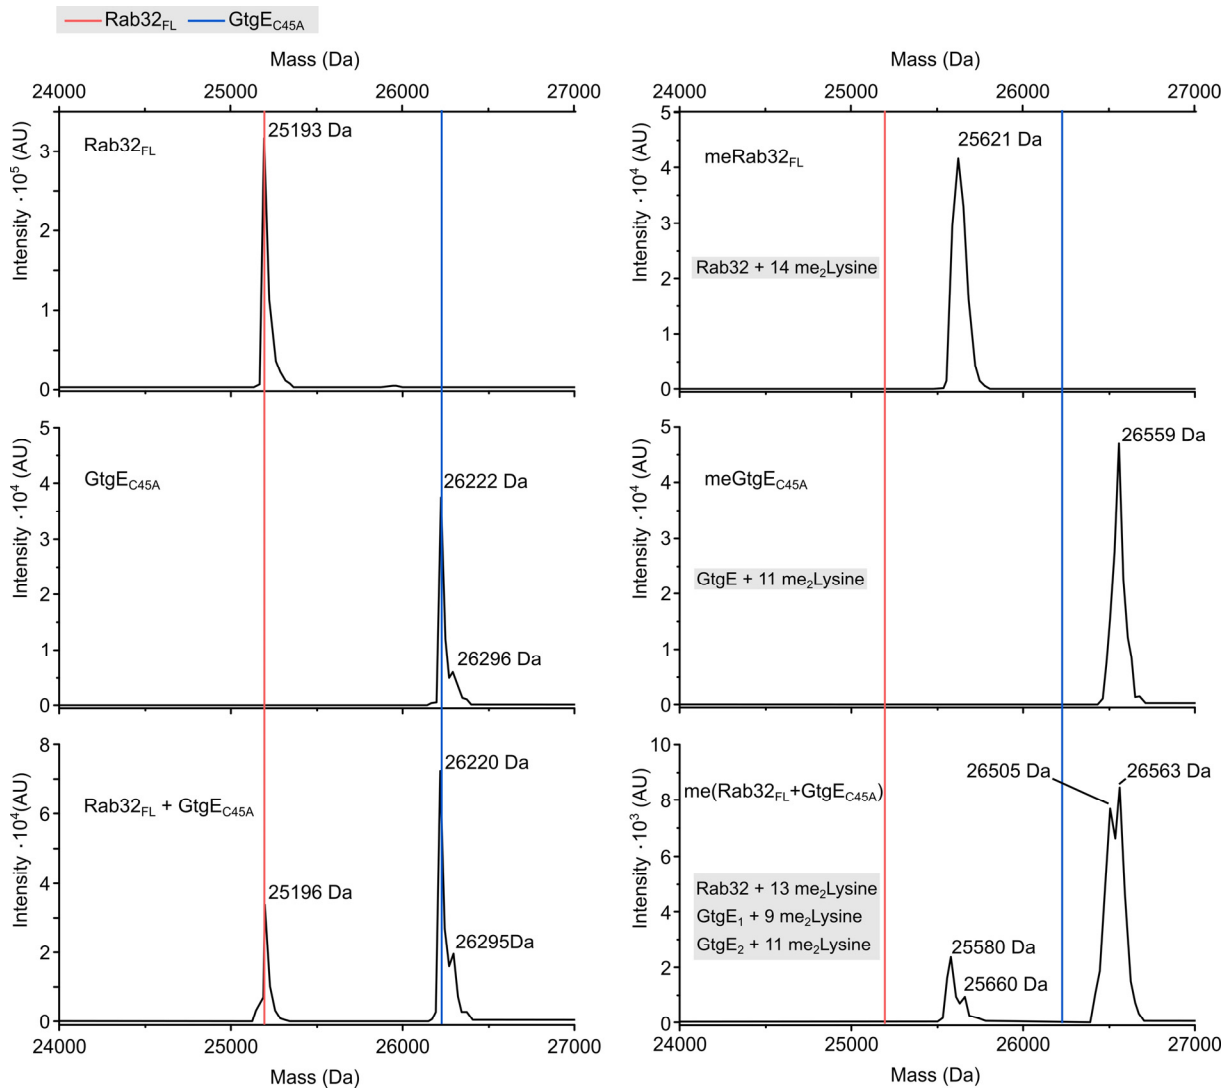 Rab32FL GtgEC45A
Mass (Da)
24000 25000 26000 27000
Intensity ·10⁵ (AU)
3
2
1
0
Rab32FL
25193 Da
Mass (Da)
24000 25000 26000 27000
Intensity ·10⁴ (AU)
5
4
3
2
1
0
meRab32FL
25621 Da
Rab32 + 14 me₂Lysine
Intensity ·10⁴ (AU)
5
4
3
2
1
0
GtgEC45A
26222 Da
26296 Da
Intensity ·10⁴ (AU)
5
4
3
2
1
0
meGtgEC45A
26559 Da
GtgE + 11 me₂Lysine
Intensity ·10⁴(AU)
8
7
6
5
4
3
2
1
0
Rab32FL + GtgEC45A
26220 Da
25196 Da
26295Da
24000 25000 26000 27000
Mass (Da)
Intensity ·10³ (AU)
10
8
6
4
2
0
26505 Da
26563 Da
me(Rab32FL+GtgEC45A)
Rab32 + 13 me₂Lysine
GtgE₁ + 9 me₂Lysine
GtgE₂ + 11 me₂Lysine
25580 Da
25660 Da
24000 25000 26000 27000
Mass (Da)